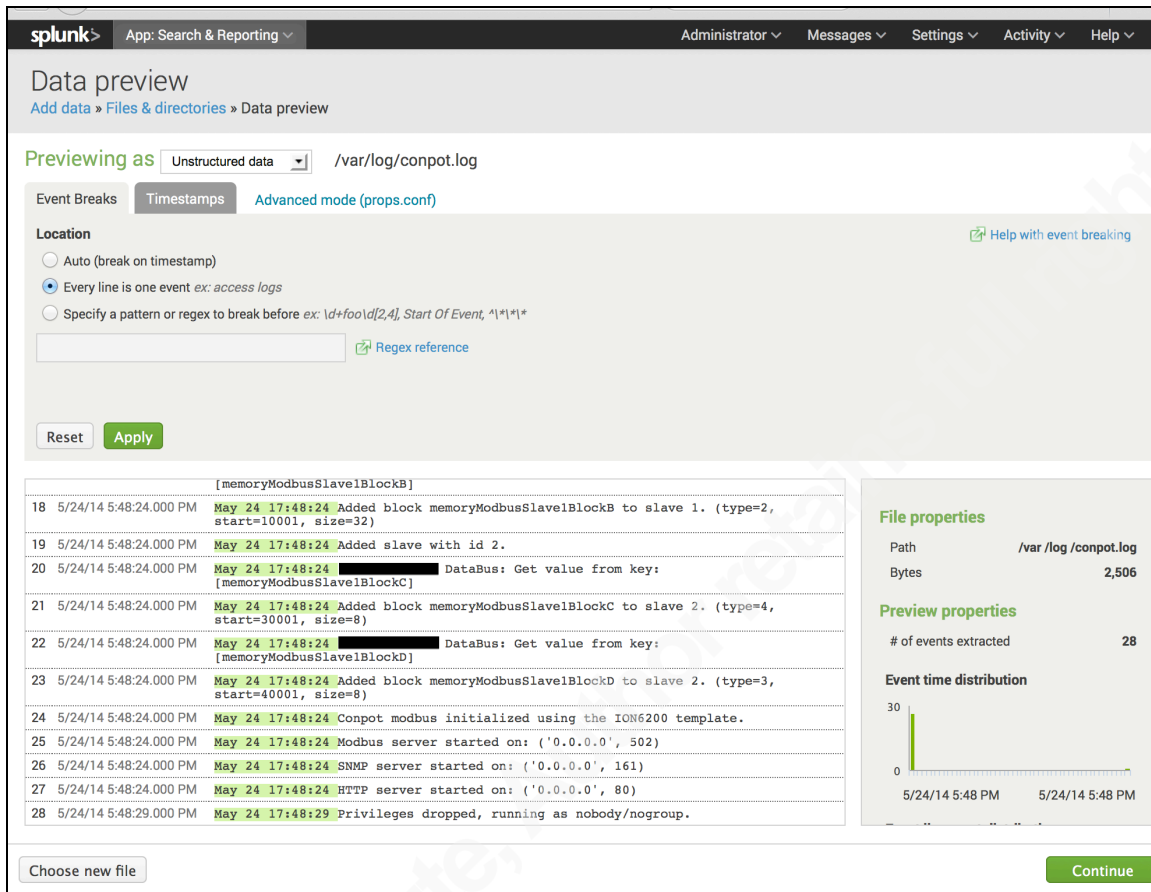 splunk> App: Search & Reporting Administrator Messages Settings Activity Help
Data preview
Add data » Files & directories » Data preview
Previewing as Unstructured data /var/log/conpot.log
Event Breaks Timestamps Advanced mode (props.conf)
Location Help with event breaking
Auto (break on timestamp)
Every line is one event ex: access logs
Specify a pattern or regex to break before ex: \d+foo\d[2,4], Start Of Event, ^\*\*\*
Regex reference
Reset Apply
[memoryModbusSlave1BlockB]
18 5/24/14 5:48:24.000 PM May 24 17:48:24 Added block memoryModbusSlave1BlockB to slave 1. (type=2,
start=10001, size=32)
19 5/24/14 5:48:24.000 PM May 24 17:48:24 Added slave with id 2.
20 5/24/14 5:48:24.000 PM May 24 17:48:24 DataBus: Get value from key:
[memoryModbusSlave1BlockC]
21 5/24/14 5:48:24.000 PM May 24 17:48:24 Added block memoryModbusSlave1BlockC to slave 2. (type=4,
start=30001, size=8)
22 5/24/14 5:48:24.000 PM May 24 17:48:24 DataBus: Get value from key:
[memoryModbusSlave1BlockD]
23 5/24/14 5:48:24.000 PM May 24 17:48:24 Added block memoryModbusSlave1BlockD to slave 2. (type=3,
start=40001, size=8)
24 5/24/14 5:48:24.000 PM May 24 17:48:24 Conpot modbus initialized using the ION6200 template.
25 5/24/14 5:48:24.000 PM May 24 17:48:24 Modbus server started on: ('0.0.0.0', 502)
26 5/24/14 5:48:24.000 PM May 24 17:48:24 SNMP server started on: ('0.0.0.0', 161)
27 5/24/14 5:48:24.000 PM May 24 17:48:24 HTTP server started on: ('0.0.0.0', 80)
28 5/24/14 5:48:29.000 PM May 24 17:48:29 Privileges dropped, running as nobody/nogroup.
File properties
Path /var /log /conpot.log
Bytes 2,506
Preview properties
# of events extracted 28
Event time distribution
30
0
5/24/14 5:48 PM 5/24/14 5:48 PM
Choose new file Continue